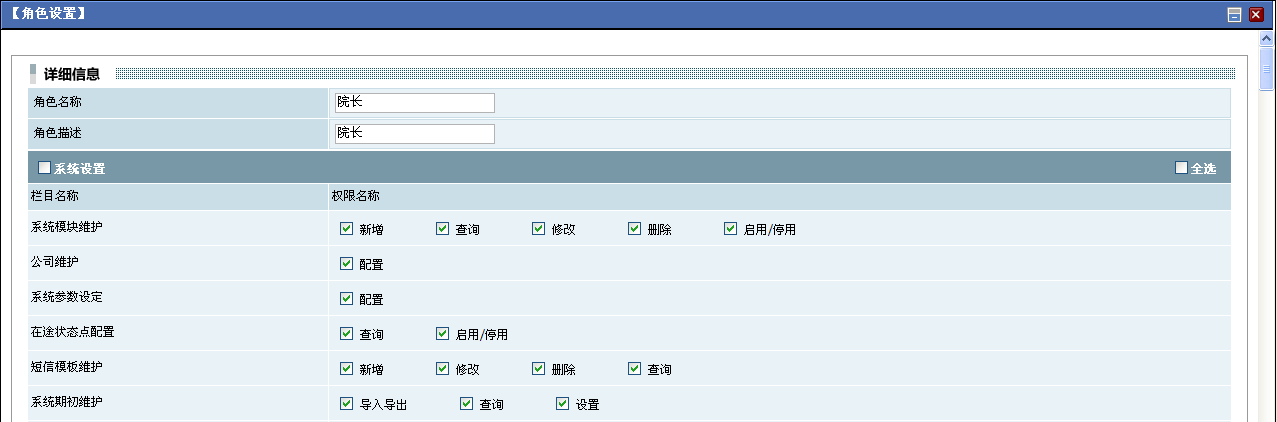 【角色设置】
详细信息
角色名称 院长
角色描述 院长
系统设置 全选
栏目名称 权限名称
系统模块维护 新增 查询 修改 删除 启用/停用
公司维护 配置
系统参数设定 配置
在途状态点配置 查询 启用/停用
短信模板维护 新增 修改 删除 查询
系统期初维护 导入导出 查询 设置